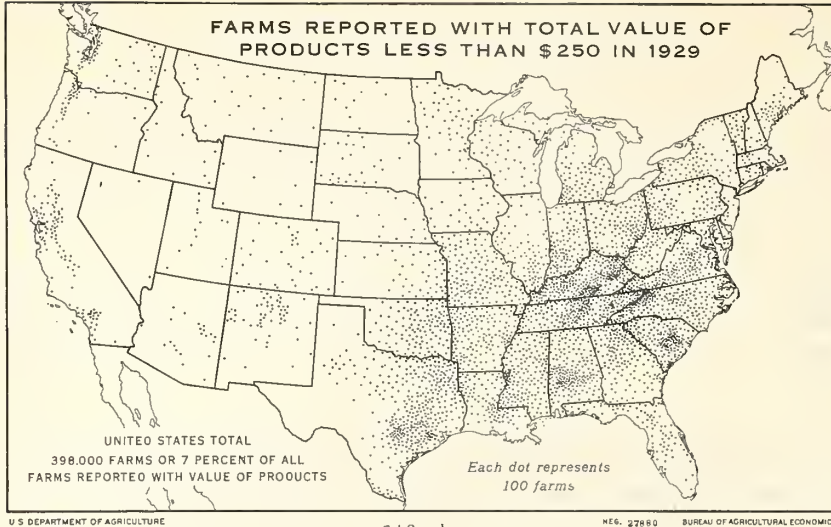 FARMS REPORTED WITH TOTAL VALUE OF
PRODUCTS LESS THAN $250 IN 1929
UNITED STATES TOTAL
398.000 FARMS OR 7 PERCENT OF ALL
FARMS REPORTED WITH VALUE OF PRODUCTS
Each dot represents
100 farms
U S DEPARTMENT OF AGRICULTURE
NEG. 27880 BUREAU OF AGRICULTURAL ECONOMIC